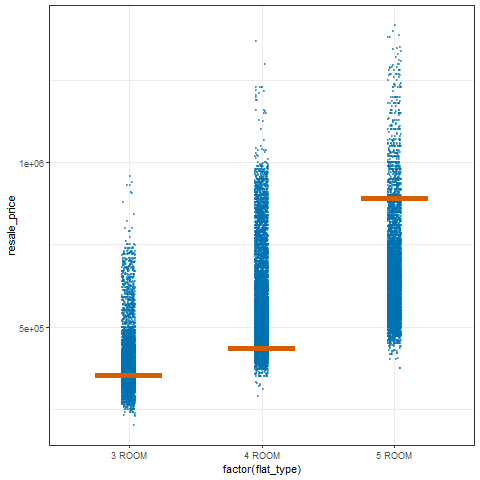 resale_price
1e+06
5e+05
3 ROOM
4 ROOM
5 ROOM
factor(flat_type)